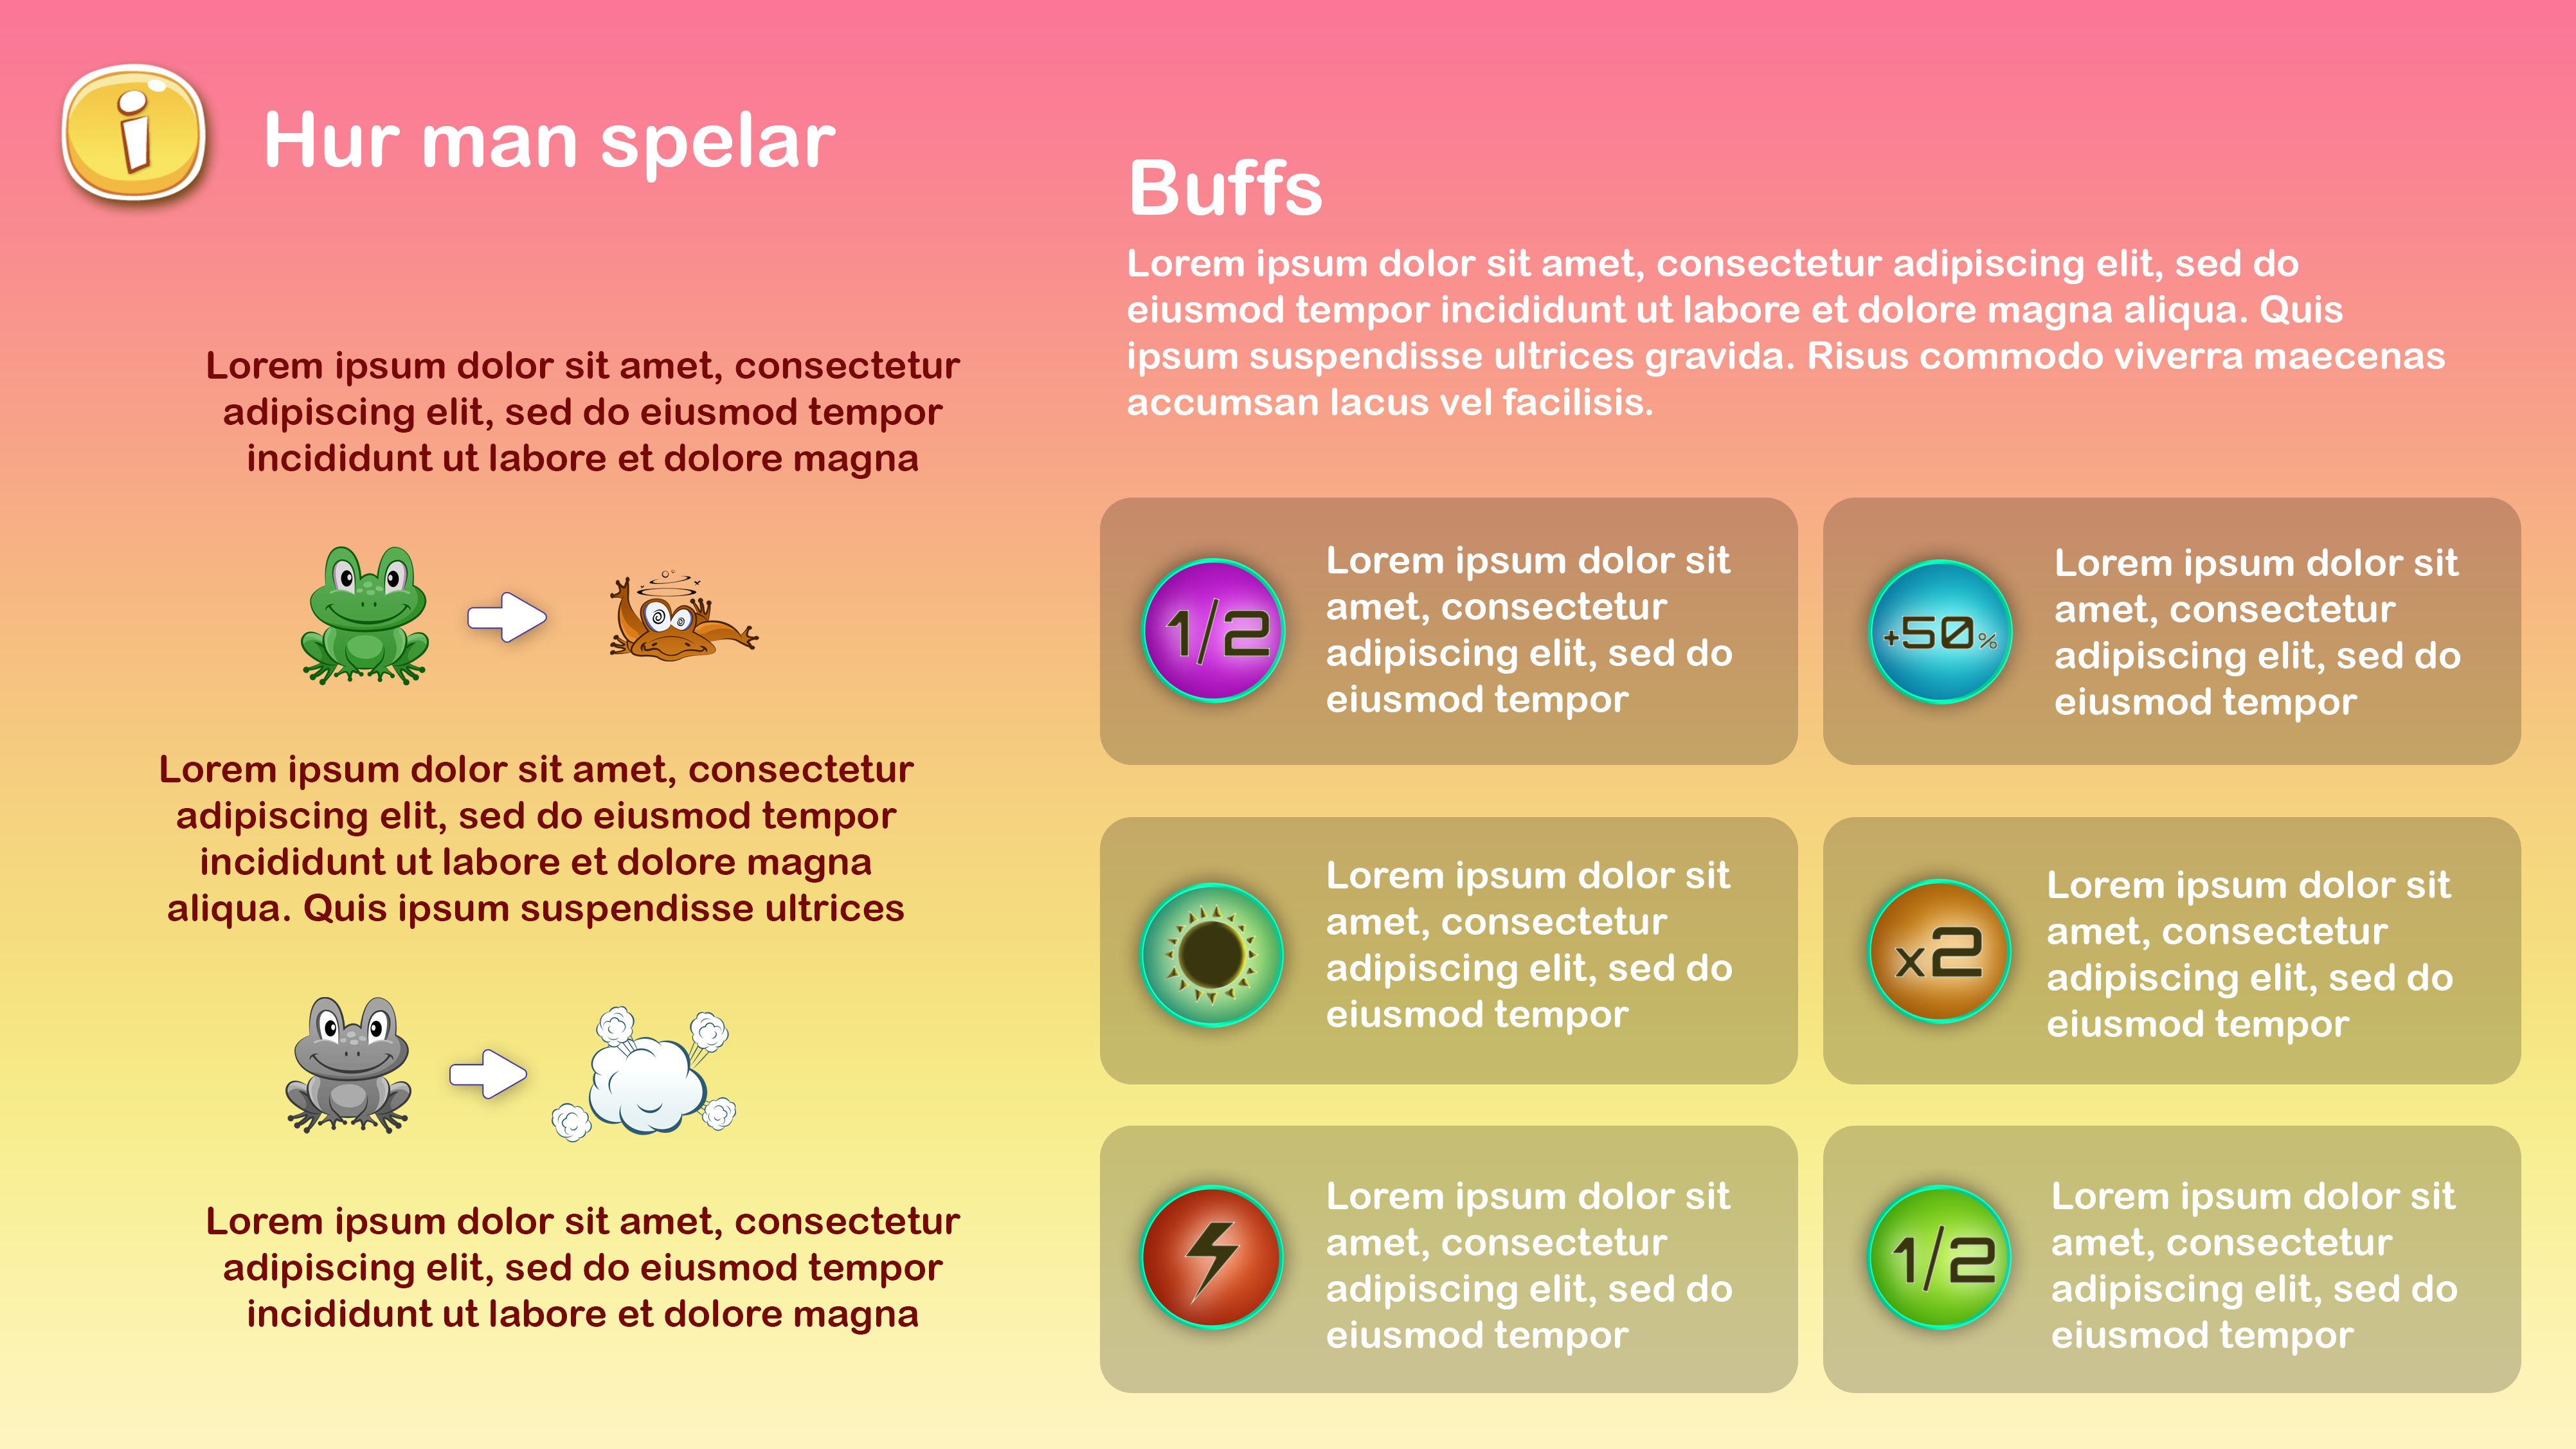 i
Hur man spelar
Lorem ipsum dolor sit amet, consectetur
adipiscing elit, sed do eiusmod tempor
incididunt ut labore et dolore magna
Lorem ipsum dolor sit amet, consectetur
adipiscing elit, sed do eiusmod tempor
incididunt ut labore et dolore magna
aliqua. Quis ipsum suspendisse ultrices
Lorem ipsum dolor sit amet, consectetur
adipiscing elit, sed do eiusmod tempor
incididunt ut labore et dolore magna
Buffs
Lorem ipsum dolor sit amet, consectetur adipiscing elit, sed do
eiusmod tempor incididunt ut labore et dolore magna aliqua. Quis
ipsum suspendisse ultrices gravida. Risus commodo viverra maecenas
accumsan lacus vel facilisis.
1/2
Lorem ipsum dolor sit
amet, consectetur
adipiscing elit, sed do
eiusmod tempor
+50%
Lorem ipsum dolor sit
amet, consectetur
adipiscing elit, sed do
eiusmod tempor
Lorem ipsum dolor sit
amet, consectetur
adipiscing elit, sed do
eiusmod tempor
x2
Lorem ipsum dolor sit
amet, consectetur
adipiscing elit, sed do
eiusmod tempor
Lorem ipsum dolor sit
amet, consectetur
adipiscing elit, sed do
eiusmod tempor
1/2
Lorem ipsum dolor sit
amet, consectetur
adipiscing elit, sed do
eiusmod tempor